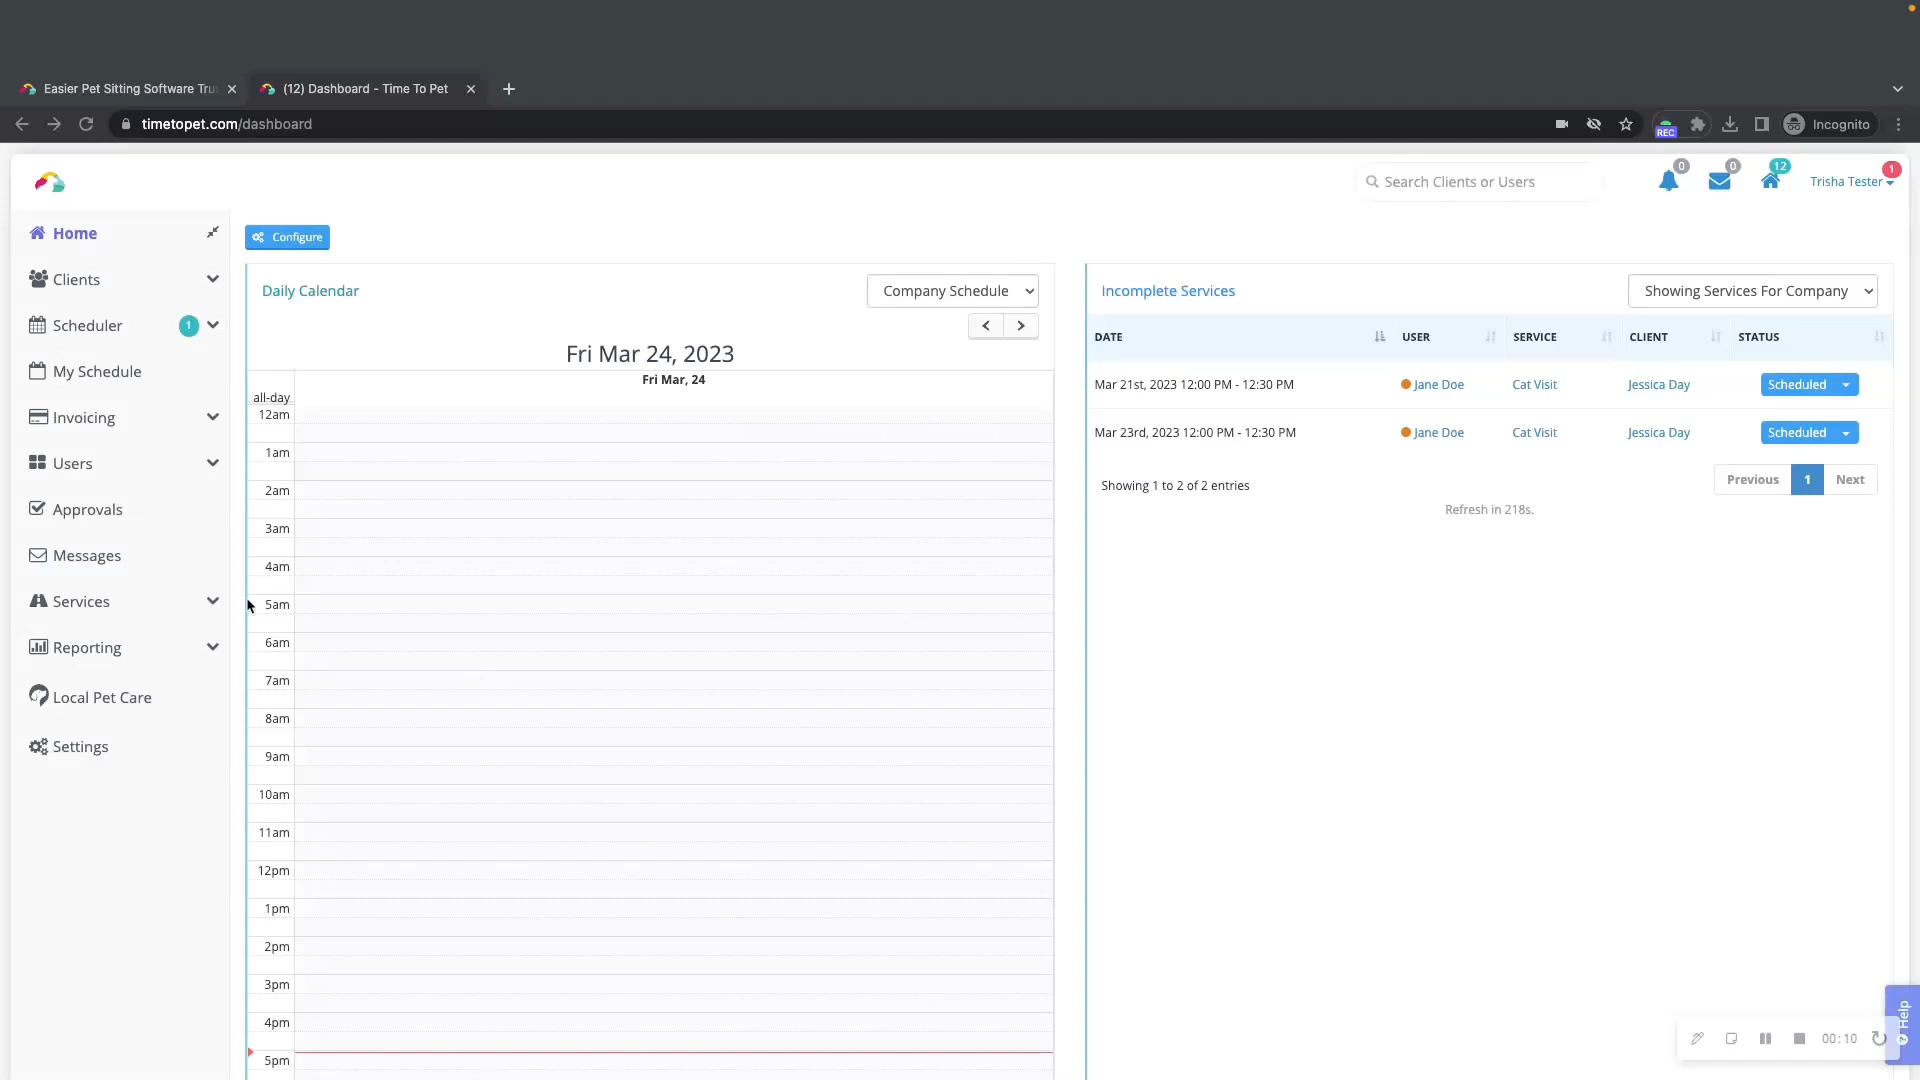 Easier Pet Sitting Software Tru
(12) Dashboard - Time To Pet
timetopet.com/dashboard
REC
Incognito
Search Clients or Users
0
0
12
Trisha Tester
1
Home
Clients
Scheduler
1
My Schedule
Invoicing
Users
Approvals
Messages
Services
Reporting
Local Pet Care
Settings
Configure
Daily Calendar
Company Schedule
Fri Mar 24, 2023
Fri Mar, 24
all-day
12am
1am
2am
3am
4am
5am
6am
7am
8am
9am
10am
11am
12pm
1pm
2pm
3pm
4pm
5pm
Incomplete Services
Showing Services For Company
DATE USER SERVICE CLIENT STATUS
Mar 21st, 2023 12:00 PM - 12:30 PM Jane Doe Cat Visit Jessica Day Scheduled
Mar 23rd, 2023 12:00 PM - 12:30 PM Jane Doe Cat Visit Jessica Day Scheduled
Showing 1 to 2 of 2 entries
Previous 1 Next
Refresh in 218s.
Help
00:10